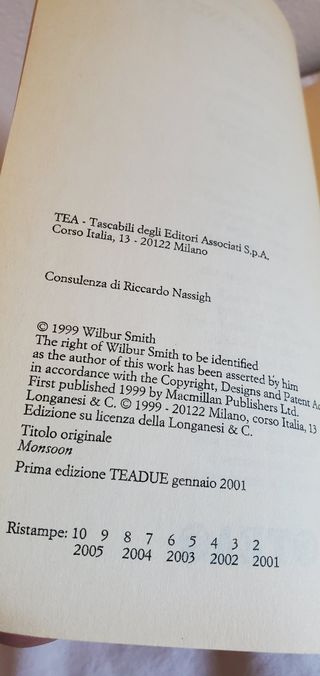 TEA - Tascabili degli Editori Associati S.p.A.
Corso Italia, 13 - 20122 Milano
Consulenza di Riccardo Nassigh
© 1999 Wilbur Smith
The right of Wilbur Smith to be identified
as the author of this work has been asserted by him
in accordance with the Copyright, Designs and Patent
First published 1999 by Macmillan Publishers Ltd.
Longanesi & C. © 1999 - 20122 Milano, corso Italia, 13
Edizione su licenza della Longanesi & C.
Titolo originale
Monsoon
Prima edizione TEADUE gennaio 2001
Ristampe: 10 9 8 7 6 5 4 3 2
2005 2004 2003 2002 2001